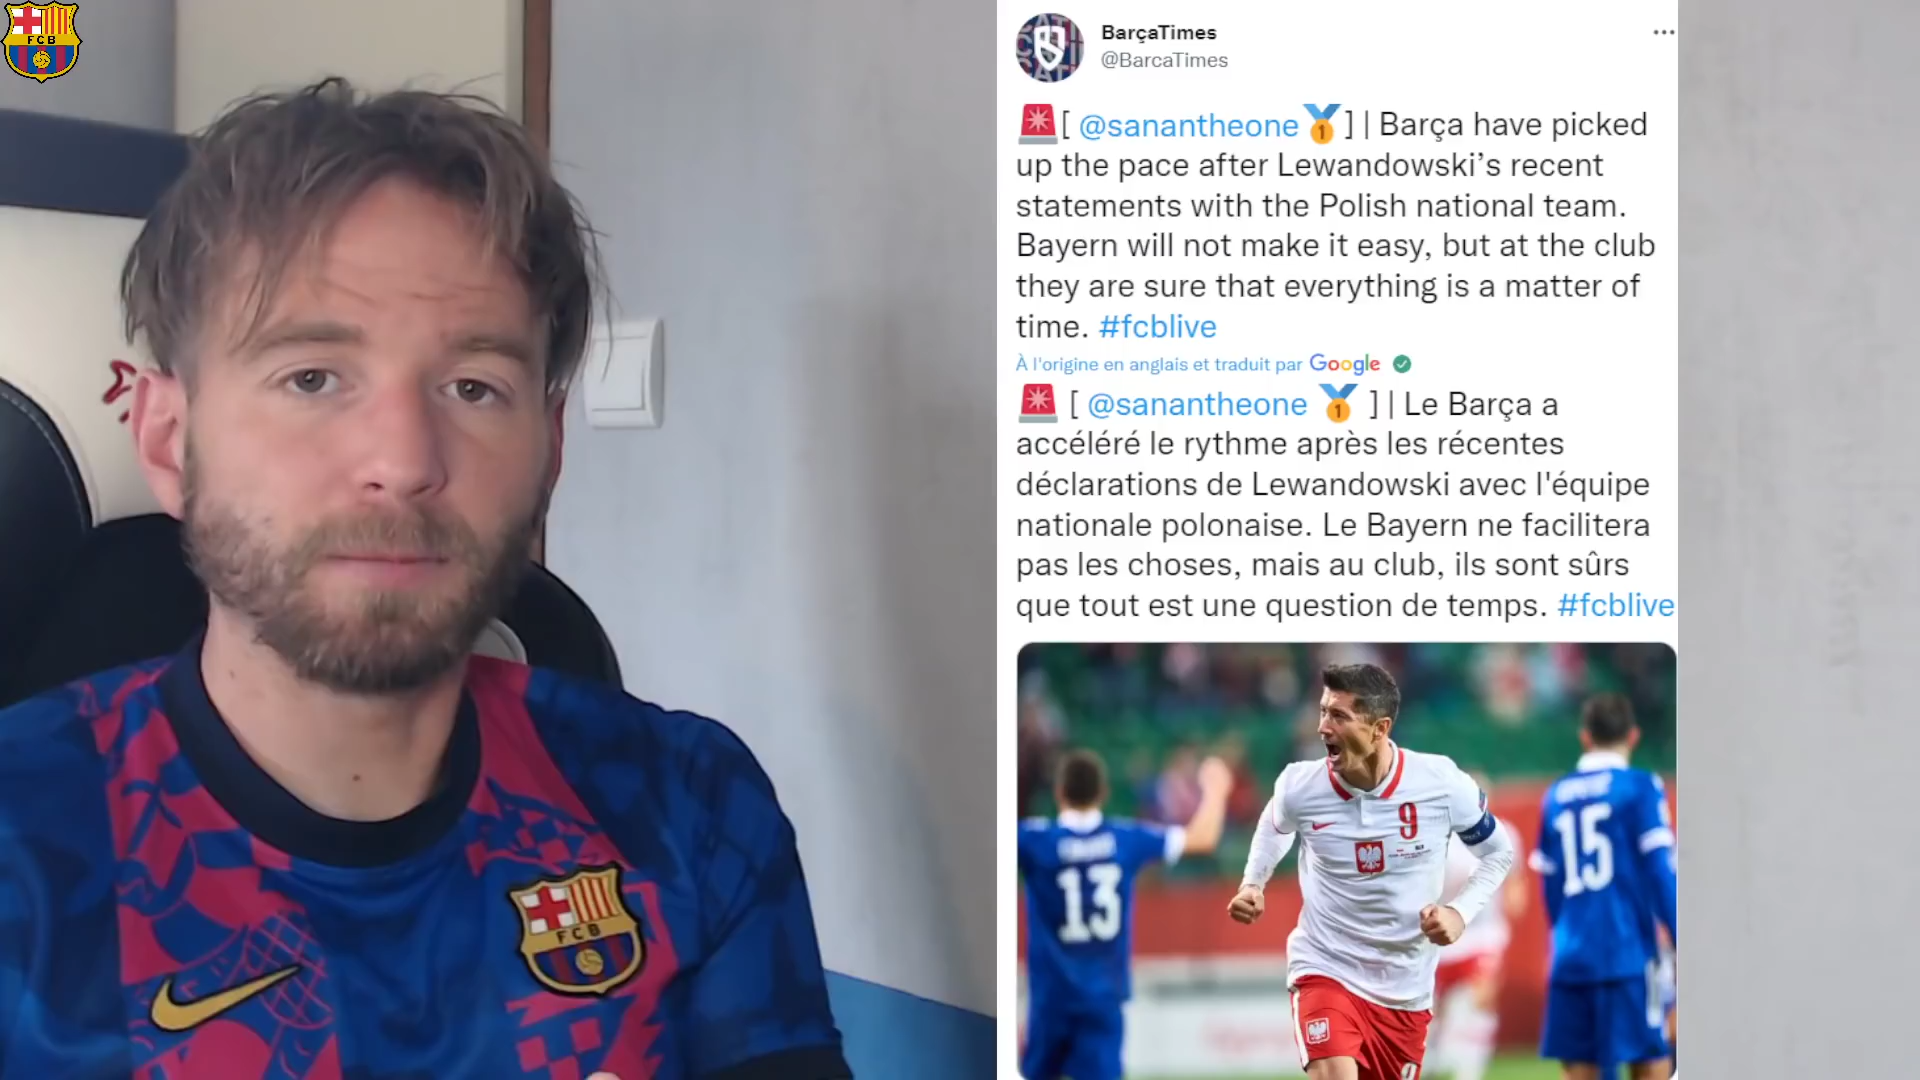 FCB
BarçaTimes
@BarcaTimes
🚨[ @sanantheone🥇] | Barça have picked
up the pace after Lewandowski’s recent
statements with the Polish national team.
Bayern will not make it easy, but at the club
they are sure that everything is a matter of
time. #fcblive
À l'origine en anglais et traduit par Google
🚨 [ @sanantheone 🥇 ] | Le Barça a
accéléré le rythme après les récentes
déclarations de Lewandowski avec l'équipe
nationale polonaise. Le Bayern ne facilitera
pas les choses, mais au club, ils sont sûrs
que tout est une question de temps. #fcblive
9
13
15
FCB
9